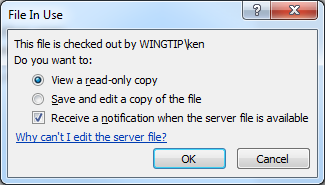 File In Use
This file is checked out by WINGTIP\ken
Do you want to:
View a read-only copy
Save and edit a copy of the file
Receive a notification when the server file is available
Why can't I edit the server file?
OK Cancel